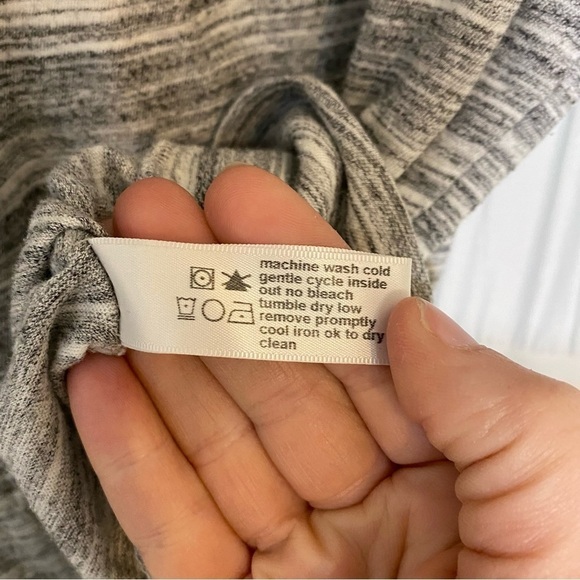 machine wash cold
gentle cycle inside
out no bleach
tumble dry low
remove promptly
cool iron ok to dry
clean